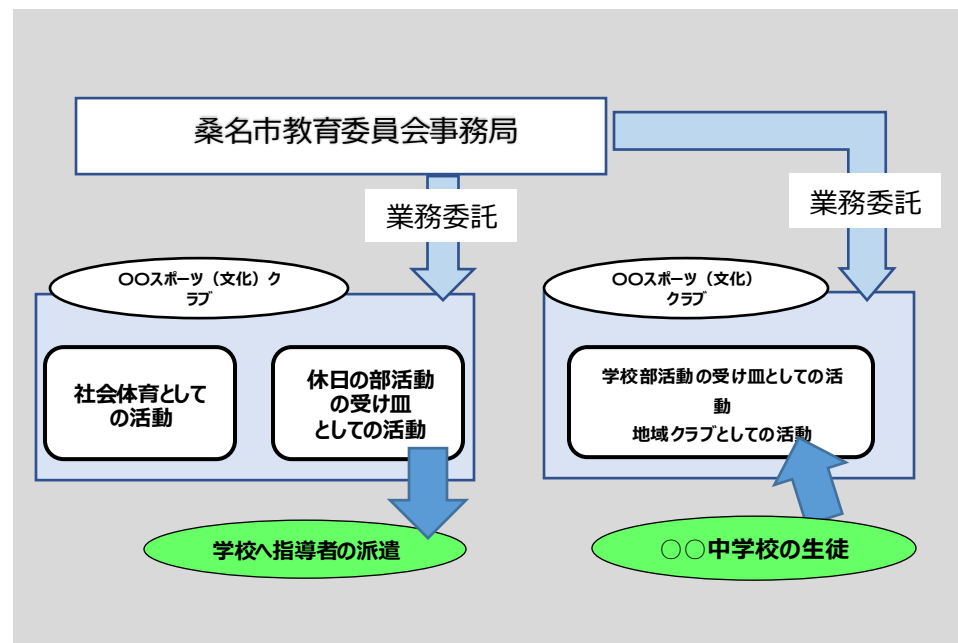 桑名市教育委員会事務局
業務委託
業務委託
〇〇スポーツ（文化）ク
ラブ
社会体育として
の活動
休日の部活動
の受け皿
としての活動
学校へ指導者の派遣
〇〇スポーツ（文化）
クラブ
学校部活動の受け皿としての活
動
地域クラブとしての活動
○○中学校の生徒